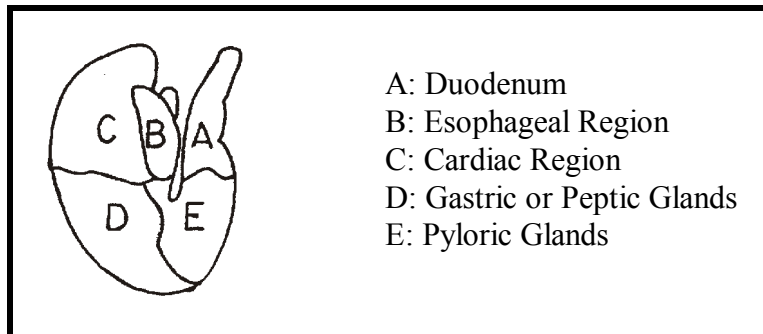 C
B
A
D
E
A: Duodenum
B: Esophageal Region
C: Cardiac Region
D: Gastric or Peptic Glands
E: Pyloric Glands